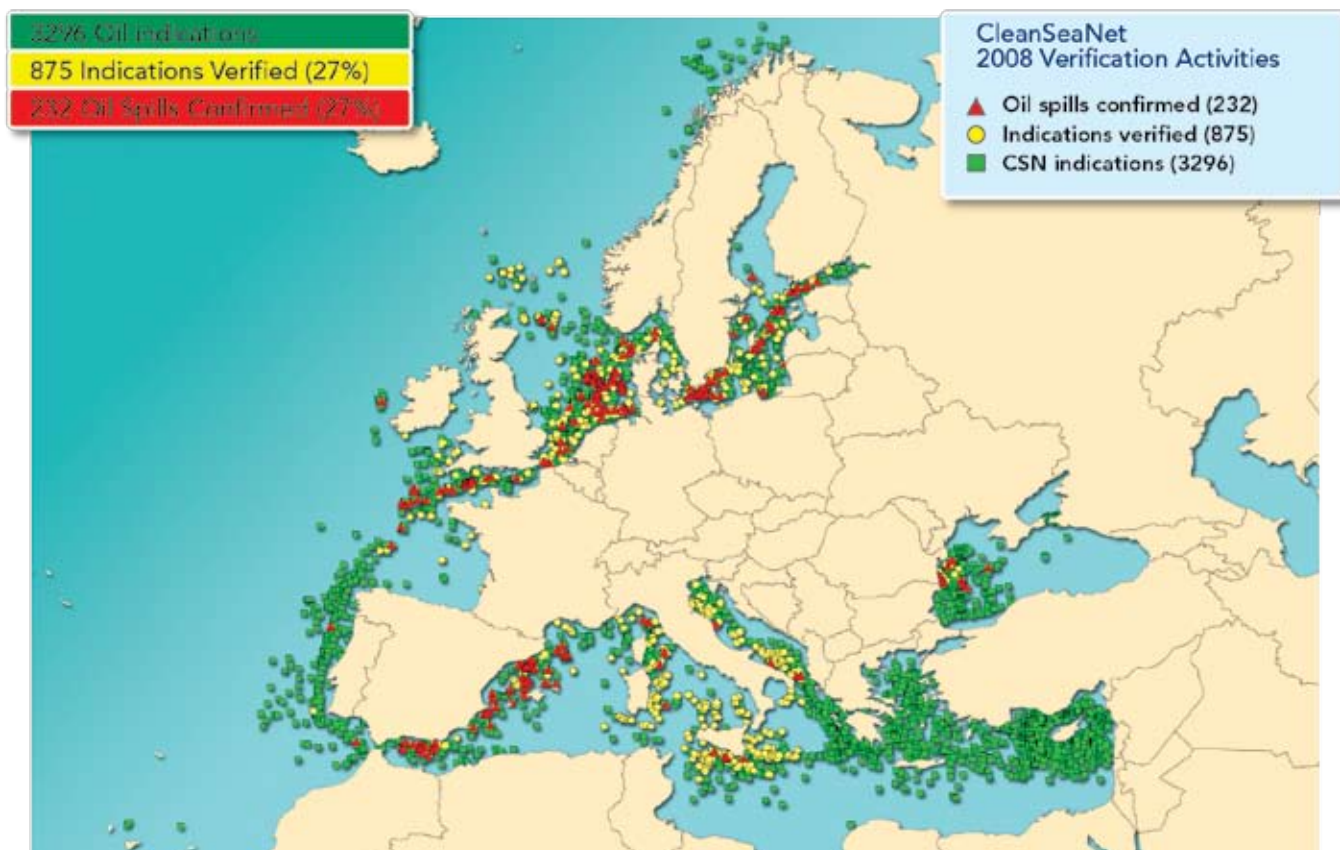 3296 Oil indications
875 Indications Verified (27%)
232 Oil Spills Confirmed (27%)
CleanSeaNet
2008 Verification Activities
Oil spills confirmed (232)
Indications verified (875)
CSN indications (3296)